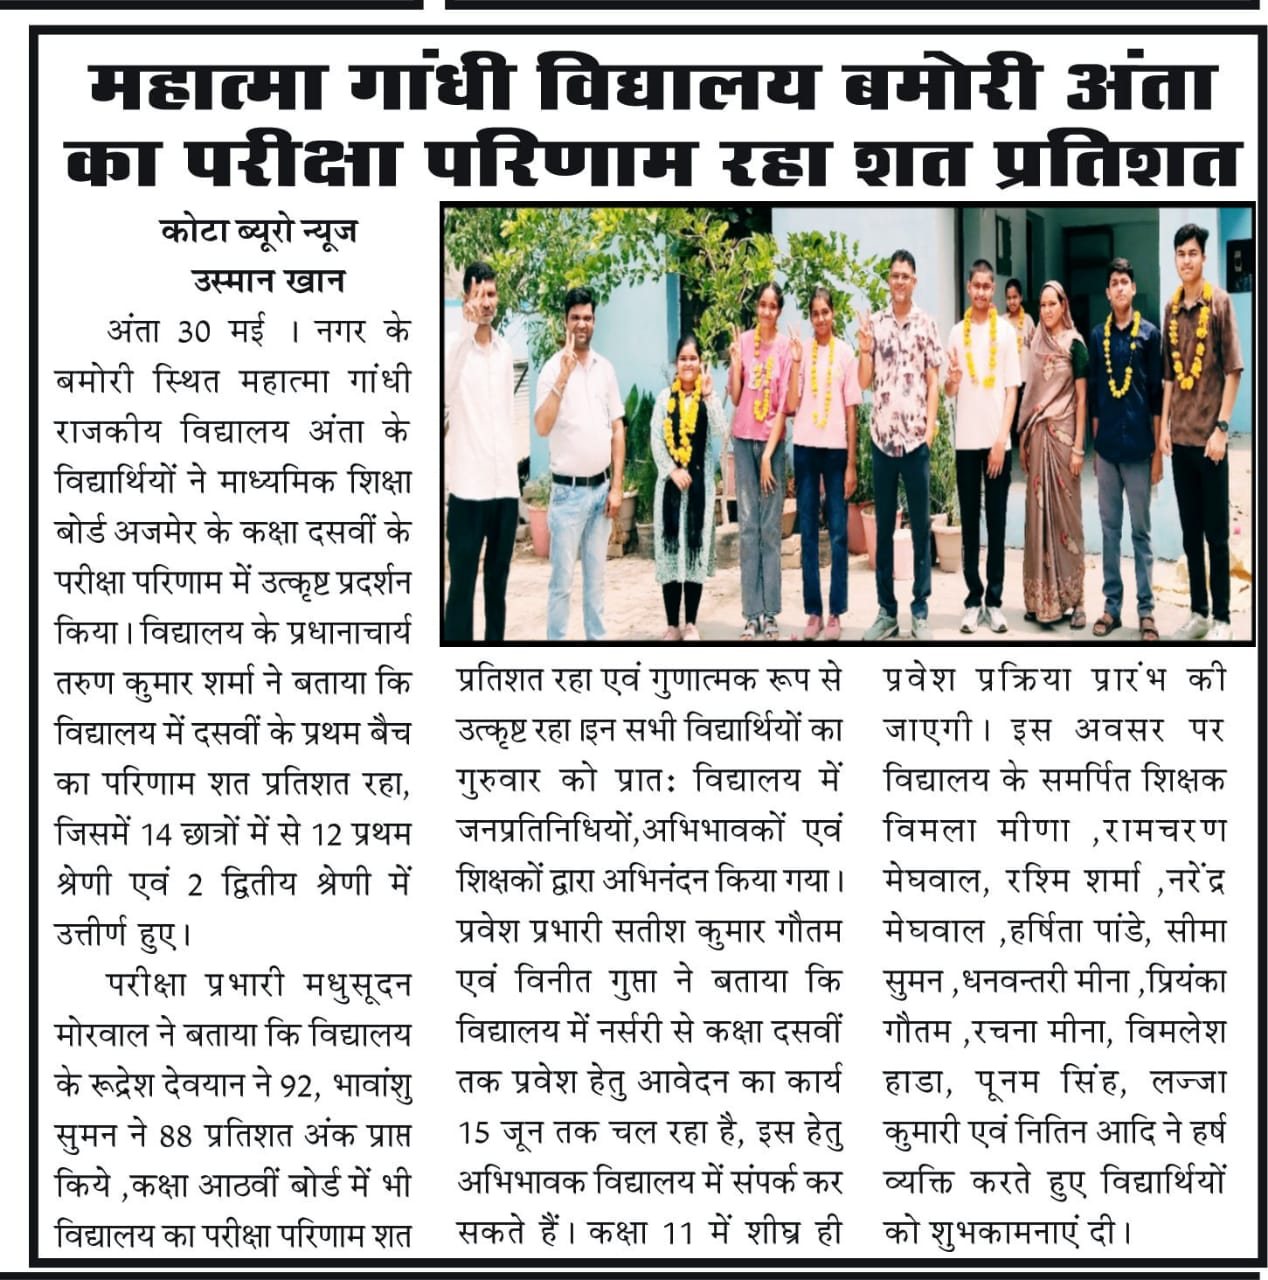 महात्मा गांधी विद्यालय बमोरी अंता
का परीक्षा परिणाम रहा शत प्रतिशत
कोटा ब्यूरो न्यूज
उस्मान खान
अंता 30 मई । नगर के
बमोरी स्थित महात्मा गांधी
राजकीय विद्यालय अंता के
विद्यार्थियों ने माध्यमिक शिक्षा
बोर्ड अजमेर के कक्षा दसवीं के
परीक्षा परिणाम में उत्कृष्ट प्रदर्शन
किया। विद्यालय के प्रधानाचार्य
तरुण कुमार शर्मा ने बताया कि
विद्यालय में दसवीं के प्रथम बैच
का परिणाम शत प्रतिशत रहा,
जिसमें 14 छात्रों में से 12 प्रथम
श्रेणी एवं 2 द्वितीय श्रेणी में
उत्तीर्ण हुए।
परीक्षा प्रभारी मधुसूदन
मोरवाल ने बताया कि विद्यालय
के रूद्रेश देवयान ने 92, भावांशु
सुमन ने 88 प्रतिशत अंक प्राप्त
किये ,कक्षा आठवीं बोर्ड में भी
विद्यालय का परीक्षा परिणाम शत
प्रतिशत रहा एवं गुणात्मक रूप से
उत्कृष्ट रहा।इन सभी विद्यार्थियों का
गुरुवार को प्रात: विद्यालय में
जनप्रतिनिधियों,अभिभावकों एवं
शिक्षकों द्वारा अभिनंदन किया गया।
प्रवेश प्रभारी सतीश कुमार गौतम
एवं विनीत गुप्ता ने बताया कि
विद्यालय में नर्सरी से कक्षा दसवीं
तक प्रवेश हेतु आवेदन का कार्य
15 जून तक चल रहा है, इस हेतु
अभिभावक विद्यालय में संपर्क कर
सकते हैं। कक्षा 11 में शीघ्र ही
प्रवेश प्रक्रिया प्रारंभ की
जाएगी। इस अवसर पर
विद्यालय के समर्पित शिक्षक
विमला मीणा ,रामचरण
मेघवाल, रश्मि शर्मा ,नरेंद्र
मेघवाल ,हर्षिता पांडे, सीमा
सुमन ,धनवन्तरी मीना ,प्रियंका
गौतम ,रचना मीना, विमलेश
हाडा, पूनम सिंह, लज्जा
कुमारी एवं नितिन आदि ने हर्ष
व्यक्ति करते हुए विद्यार्थियों
को शुभकामनाएं दी।